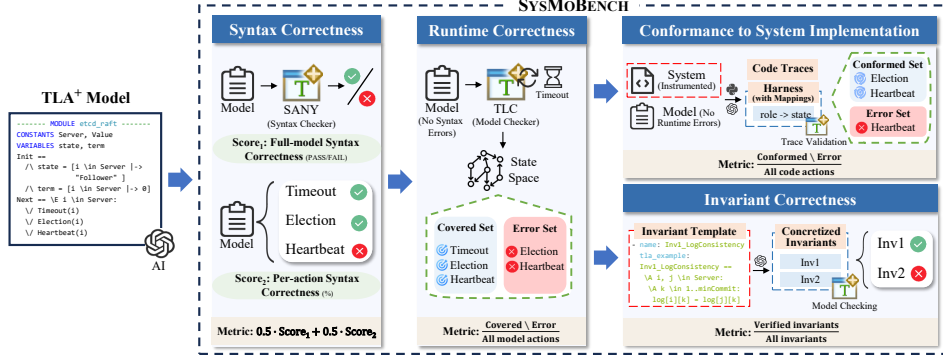 SYSMOBENCH
TLA+ Model
------- MODULE etcd_raft -------
CONSTANTS Server, Value
VARIABLES state, term
Init ==
/\ state = [i \in Server |->
"Follower" ]
/\ term = [i \in Server |-> 0]
Next == \E i \in Server:
\/ Timeout(i)
\/ Election(i)
\/ Heartbeat(i)
AI
Syntax Correctness
Model
SANY
(Syntax Checker)
Score1: Full-model Syntax
Correctness (PASS/FAIL)
Model
Timeout
Election
Heartbeat
Score2: Per-action Syntax
Correctness (%)
Metric: 0.5 · Score1 + 0.5 · Score2
Runtime Correctness
Model
(No Syntax
Errors)
TLC
(Model Checker)
Timeout
State
Space
Covered Set
Timeout
Election
Heartbeat
Error Set
Election
Heartbeat
Metric: Covered \ Error
All model actions
Conformance to System Implementation
System
(Instrumented)
Model (No
Runtime Errors)
Code Traces
Harness
(with Mappings)
role -> state
T
Trace Validation
Conformed Set
Election
Heartbeat
Error Set
Heartbeat
Metric: Conformed \ Error
All code actions
Invariant Correctness
Invariant Template
- name: Inv1_LogConsistency
tla_example:
Inv1_LogConsistency ==
\A i, j \in Server:
\A k \in 1..minCommit:
log[i][k] = log[j][k]
Concretized
Invariants
Inv1
Inv2
T
Model Checking
Inv1
Inv2
Metric: Verified invariants
All invariants